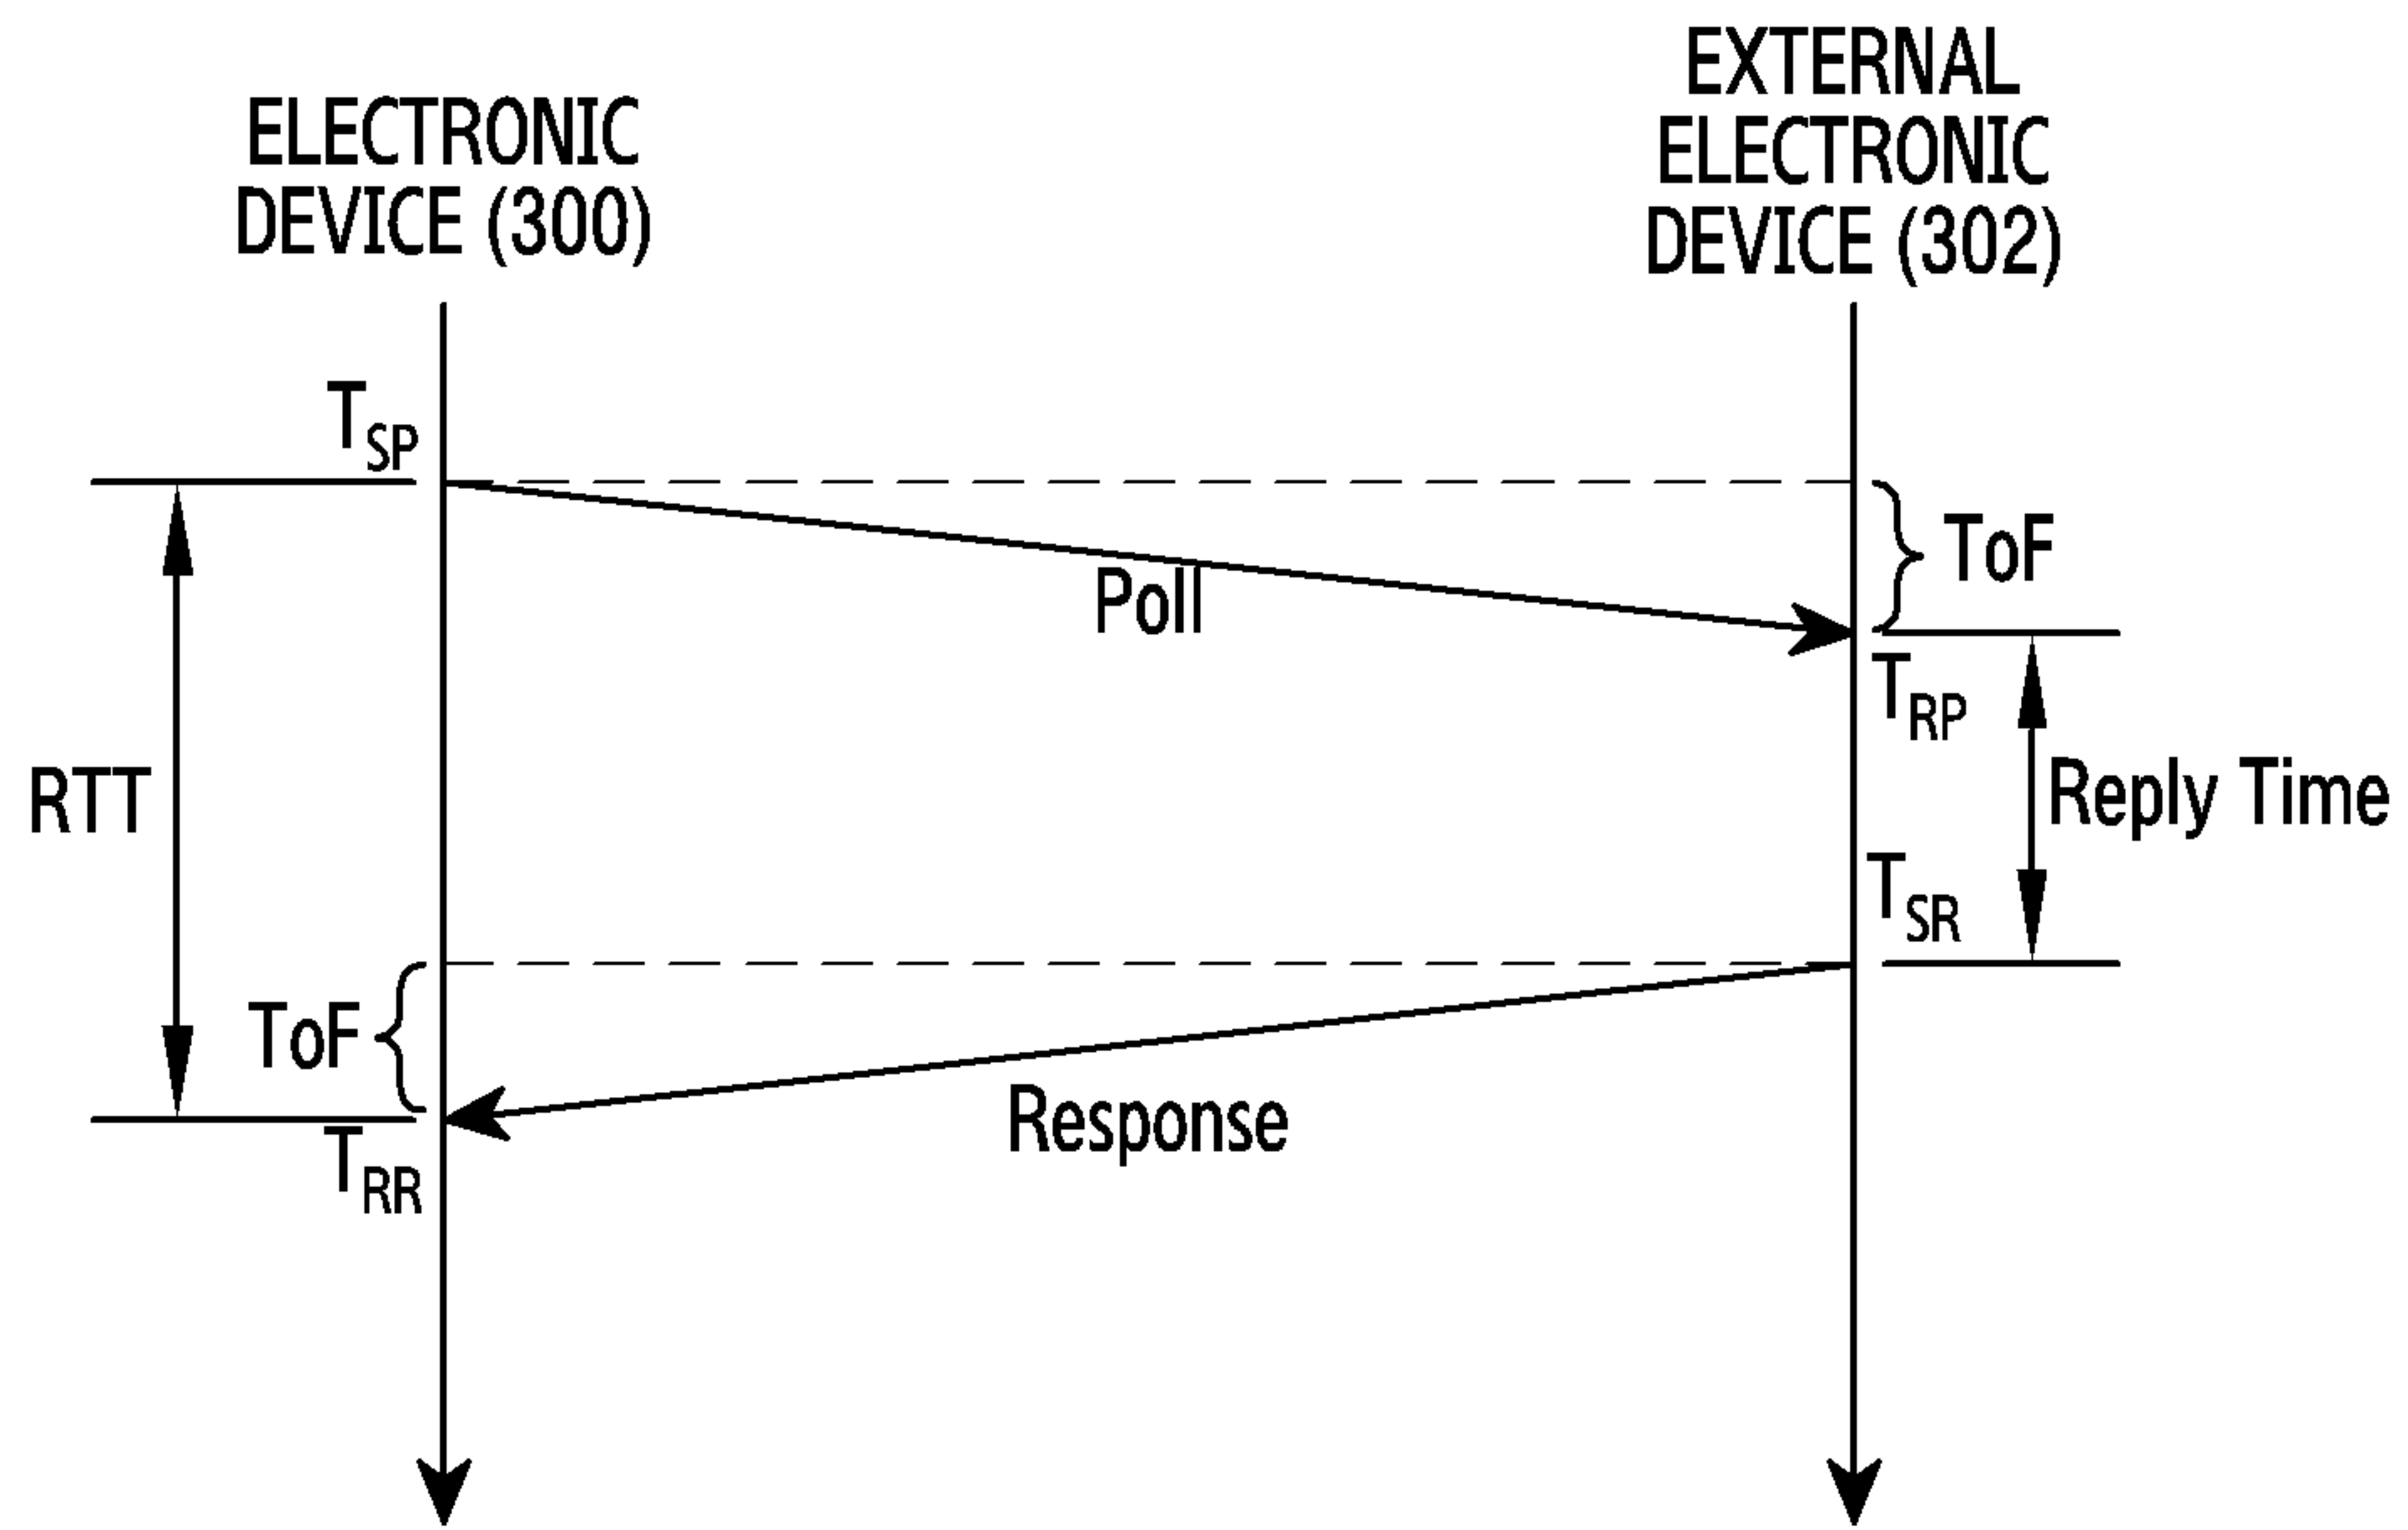 ELECTRONIC
DEVICE (300)
EXTERNAL
ELECTRONIC
DEVICE (302)
TSP
ToF
Poll
TRP
RTT
Reply Time
TSR
ToF
Response
TRR